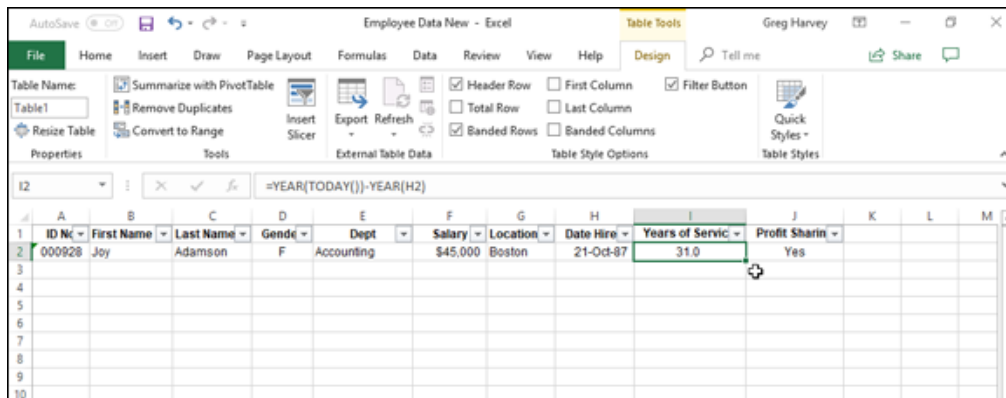 AutoSave Off Employee Data New - Excel Table Tools Greg Harvey
File Home Insert Draw Page Layout Formulas Data Review View Help Design Tell me Share
Table Name: Summarize with PivotTable Header Row First Column Filter Button
Table1 Remove Duplicates Insert Slicer Export Refresh Total Row Last Column Quick Styles
Resize Table Convert to Range Banded Rows Banded Columns
Properties Tools External Table Data Table Style Options Table Styles
I2 fx =YEAR(TODAY())-YEAR(H2)
A B C D E F G H I J K L M
1 ID No First Name Last Name Gende Dept Salary Location Date Hire Years of Servic Profit Sharin
2 000928 Joy Adamson F Accounting $45,000 Boston 21-Oct-87 31.0 Yes
3
4
5
6
7
8
9
10